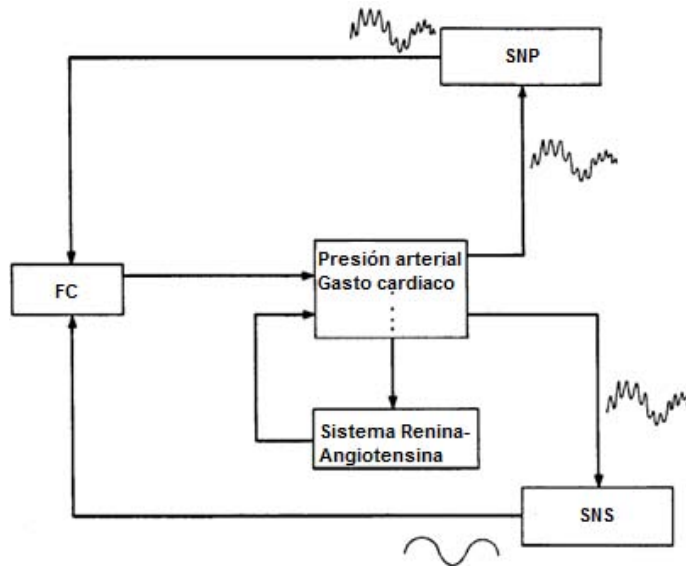 SNP
Presión arterial
Gasto cardiaco
FC
Sistema Renina-
Angiotensina
SNS